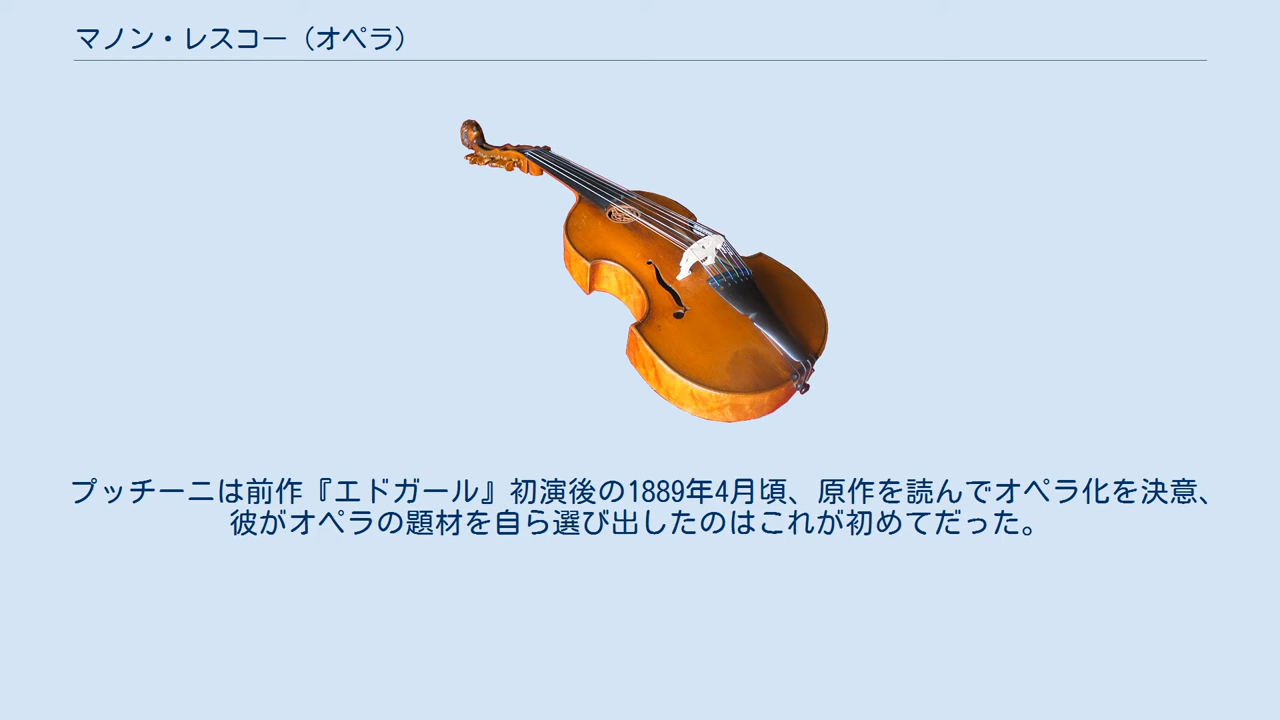 マノン・レスコー（オペラ）
プッチーニは前作『エドガール』初演後の1889年4月頃、原作を読んでオペラ化を決意、
彼がオペラの題材を自ら選び出したのはこれが初めてだった。